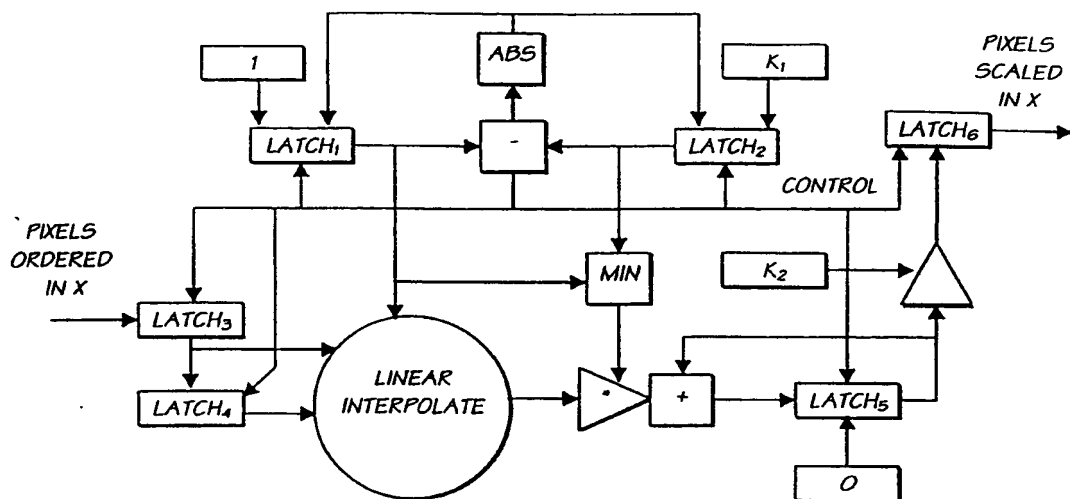 1
ABS
K₁
PIXELS
SCALED
IN X
LATCH₁
-
LATCH₂
LATCH₆
CONTROL
PIXELS
ORDERED
IN X
MIN
K₂
LATCH₃
LATCH₄
LINEAR
INTERPOLATE
*
+
LATCH₅
0